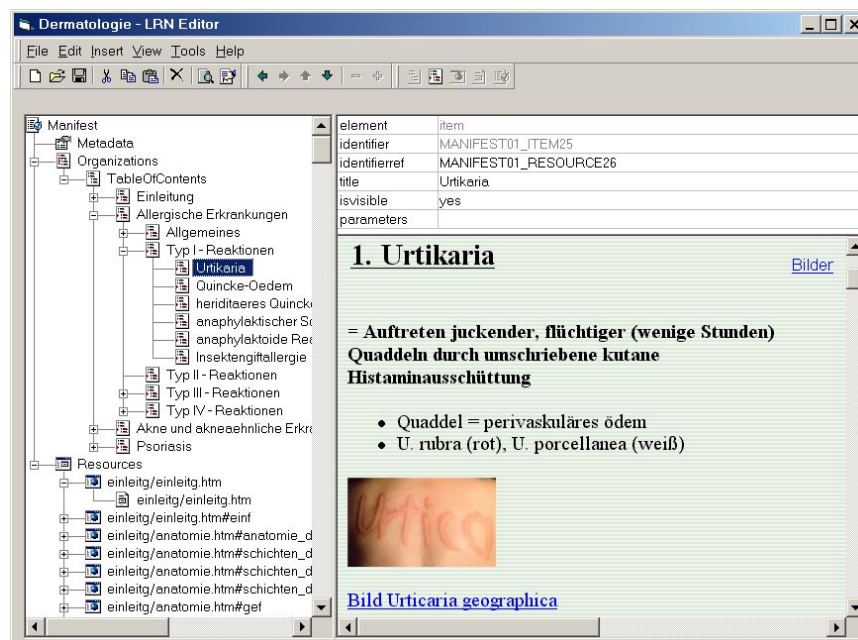 Dermatologie - LRN Editor
File Edit Insert View Tools Help
Manifest
Metadata
Organizations
TableOfContents
Einleitung
Allergische Erkrankungen
Allgemeines
Typ I - Reaktionen
Urtikaria
Quincke-Oedem
heriditaeres Quincke
anaphylaktischer Sc
anaphylaktoide Rea
Insektengiftallergie
Typ II - Reaktionen
Typ III - Reaktionen
Typ IV - Reaktionen
Akne und akneaehnliche Erkra
Psoriasis
Resources
einleitg/einleitg.htm
einleitg/einleitg.htm
einleitg/einleitg.htm#einf
einleitg/anatomie.htm#anatomie_d
einleitg/anatomie.htm#schichten_d
einleitg/anatomie.htm#schichten_d
einleitg/anatomie.htm#schichten_d
einleitg/anatomie.htm#gef
element item
identifier MANIFEST01_ITEM25
identifierref MANIFEST01_RESOURCE26
title Urtikaria
isvisible yes
parameters
1. Urtikaria
Bilder
= Auftreten juckender, flüchtiger (wenige Stunden)
Quaddeln durch umschriebene kutane
Histaminausschüttung
Quaddel = perivaskuläres ödem
U. rubra (rot), U. porcellanea (weiß)
Urtica
Bild Urticaria geographica